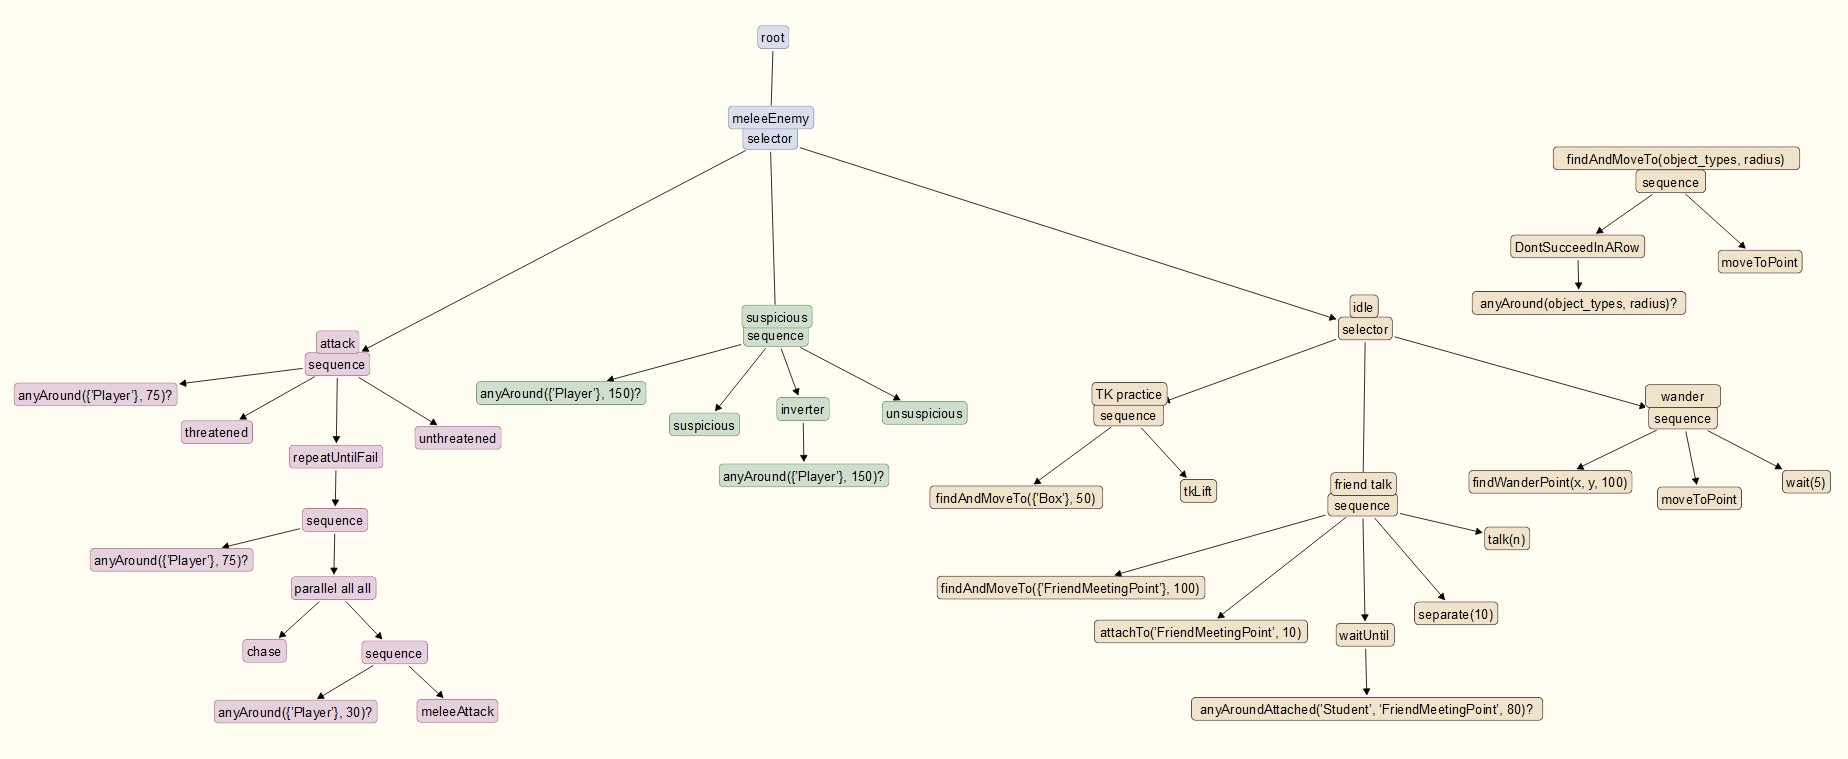 root
meleeEnemy
selector
findAndMoveTo(object_types, radius)
sequence
DontSucceedInARow
moveToPoint
anyAround(object_types, radius)?
attack
sequence
anyAround({'Player'}, 75)?
threatened
unthreatened
repeatUntilFail
sequence
anyAround({'Player'}, 75)?
parallel all all
chase
sequence
anyAround({'Player'}, 30)?
meleeAttack
suspicious
sequence
anyAround({'Player'}, 150)?
suspicious
inverter
unsuspicious
anyAround({'Player'}, 150)?
idle
selector
TK practice
sequence
findAndMoveTo({'Box'}, 50)
tkLift
friend talk
sequence
findAndMoveTo({'FriendMeetingPoint'}, 100)
attachTo('FriendMeetingPoint', 10)
waitUntil
separate(10)
talk(n)
anyAroundAttached('Student', 'FriendMeetingPoint', 80)?
wander
sequence
findWanderPoint(x, y, 100)
moveToPoint
wait(5)